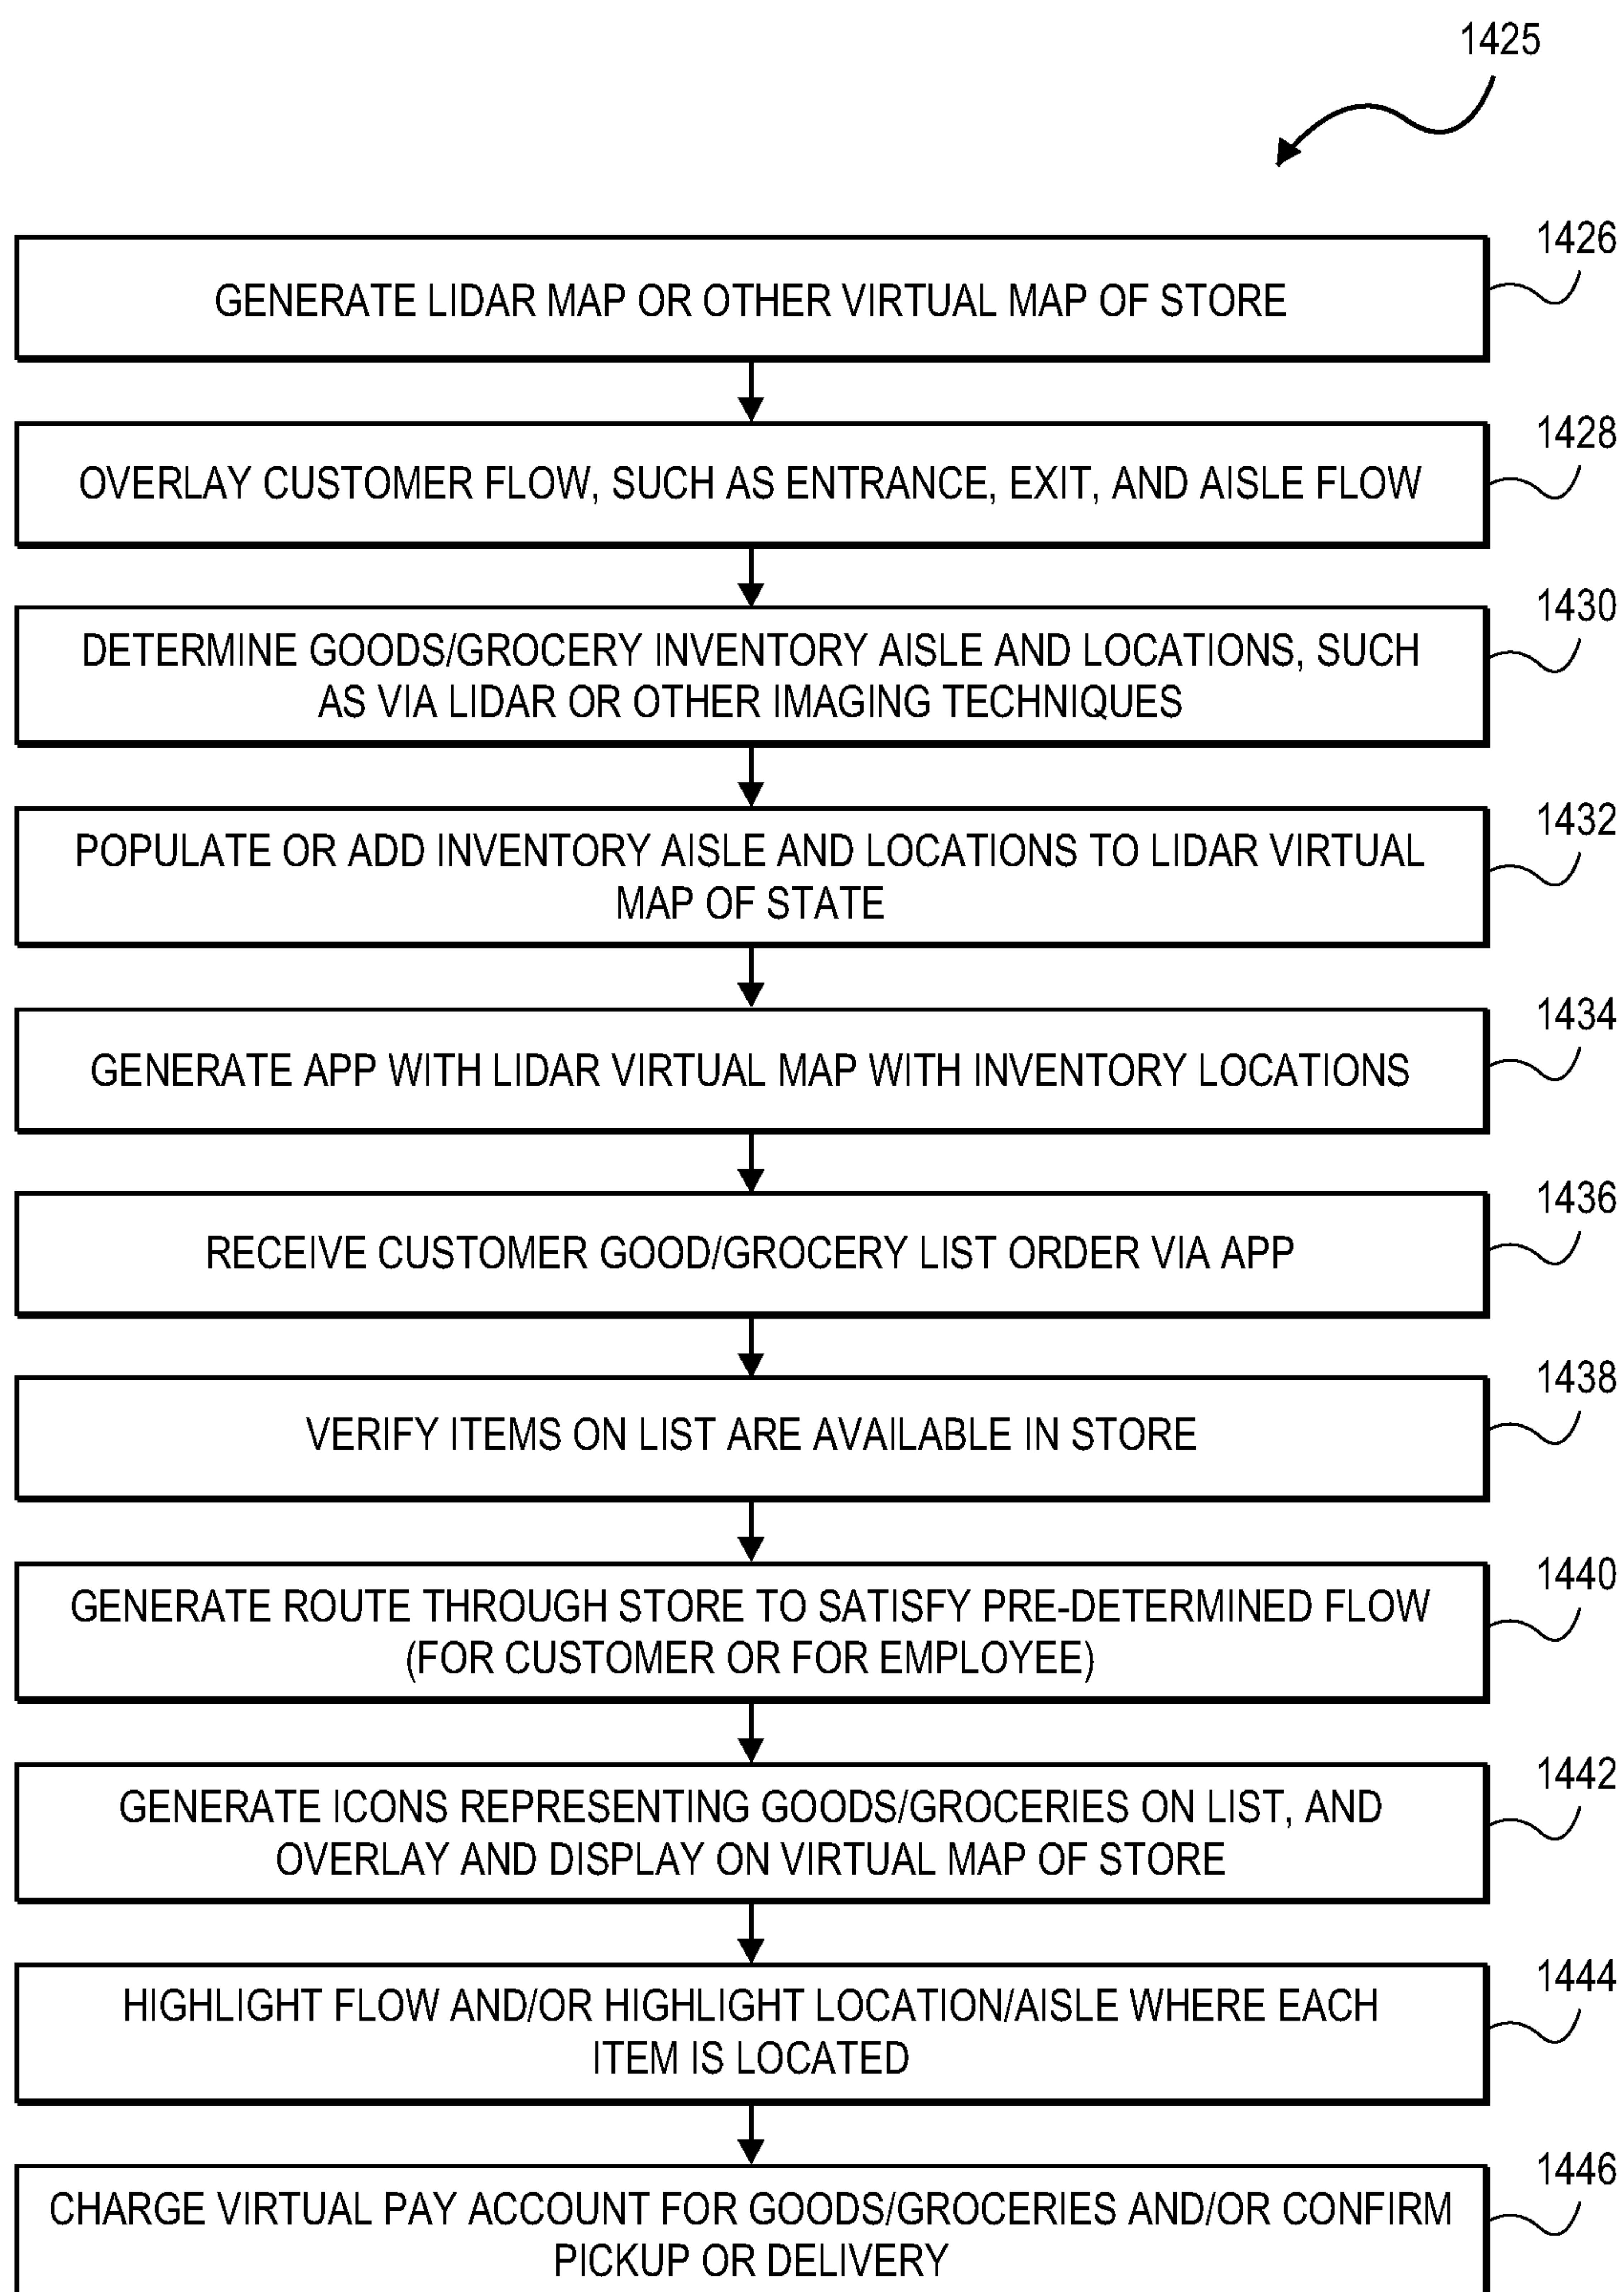 1425
1426
GENERATE LIDAR MAP OR OTHER VIRTUAL MAP OF STORE
1428
OVERLAY CUSTOMER FLOW, SUCH AS ENTRANCE, EXIT, AND AISLE FLOW
1430
DETERMINE GOODS/GROCERY INVENTORY AISLE AND LOCATIONS, SUCH
AS VIA LIDAR OR OTHER IMAGING TECHNIQUES
1432
POPULATE OR ADD INVENTORY AISLE AND LOCATIONS TO LIDAR VIRTUAL
MAP OF STATE
1434
GENERATE APP WITH LIDAR VIRTUAL MAP WITH INVENTORY LOCATIONS
1436
RECEIVE CUSTOMER GOOD/GROCERY LIST ORDER VIA APP
1438
VERIFY ITEMS ON LIST ARE AVAILABLE IN STORE
1440
GENERATE ROUTE THROUGH STORE TO SATISFY PRE-DETERMINED FLOW
(FOR CUSTOMER OR FOR EMPLOYEE)
1442
GENERATE ICONS REPRESENTING GOODS/GROCERIES ON LIST, AND
OVERLAY AND DISPLAY ON VIRTUAL MAP OF STORE
1444
HIGHLIGHT FLOW AND/OR HIGHLIGHT LOCATION/AISLE WHERE EACH
ITEM IS LOCATED
1446
CHARGE VIRTUAL PAY ACCOUNT FOR GOODS/GROCERIES AND/OR CONFIRM
PICKUP OR DELIVERY